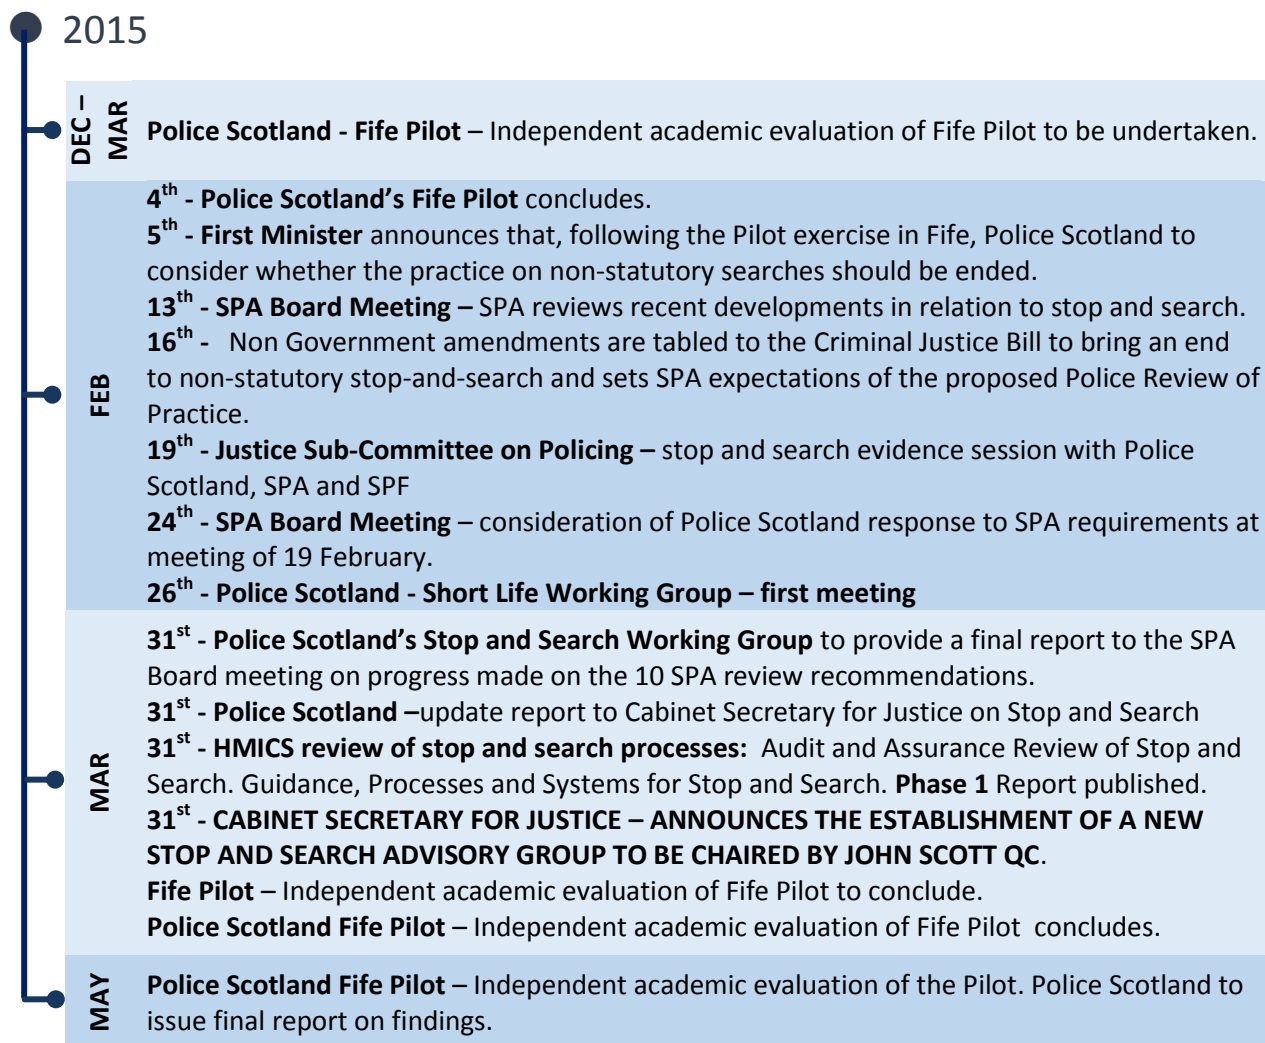 2015
DEC –
MAR
Police Scotland - Fife Pilot – Independent academic evaluation of Fife Pilot to be undertaken.
FEB
4th - Police Scotland’s Fife Pilot concludes.
5th - First Minister announces that, following the Pilot exercise in Fife, Police Scotland to
consider whether the practice on non-statutory searches should be ended.
13th - SPA Board Meeting – SPA reviews recent developments in relation to stop and search.
16th - Non Government amendments are tabled to the Criminal Justice Bill to bring an end
to non-statutory stop-and-search and sets SPA expectations of the proposed Police Review of
Practice.
19th - Justice Sub-Committee on Policing – stop and search evidence session with Police
Scotland, SPA and SPF
24th - SPA Board Meeting – consideration of Police Scotland response to SPA requirements at
meeting of 19 February.
26th - Police Scotland - Short Life Working Group – first meeting
MAR
31st - Police Scotland’s Stop and Search Working Group to provide a final report to the SPA
Board meeting on progress made on the 10 SPA review recommendations.
31st - Police Scotland –update report to Cabinet Secretary for Justice on Stop and Search
31st - HMICS review of stop and search processes: Audit and Assurance Review of Stop and
Search. Guidance, Processes and Systems for Stop and Search. Phase 1 Report published.
31st - CABINET SECRETARY FOR JUSTICE – ANNOUNCES THE ESTABLISHMENT OF A NEW
STOP AND SEARCH ADVISORY GROUP TO BE CHAIRED BY JOHN SCOTT QC.
Fife Pilot – Independent academic evaluation of Fife Pilot to conclude.
Police Scotland Fife Pilot – Independent academic evaluation of Fife Pilot concludes.
MAY
Police Scotland Fife Pilot – Independent academic evaluation of the Pilot. Police Scotland to
issue final report on findings.